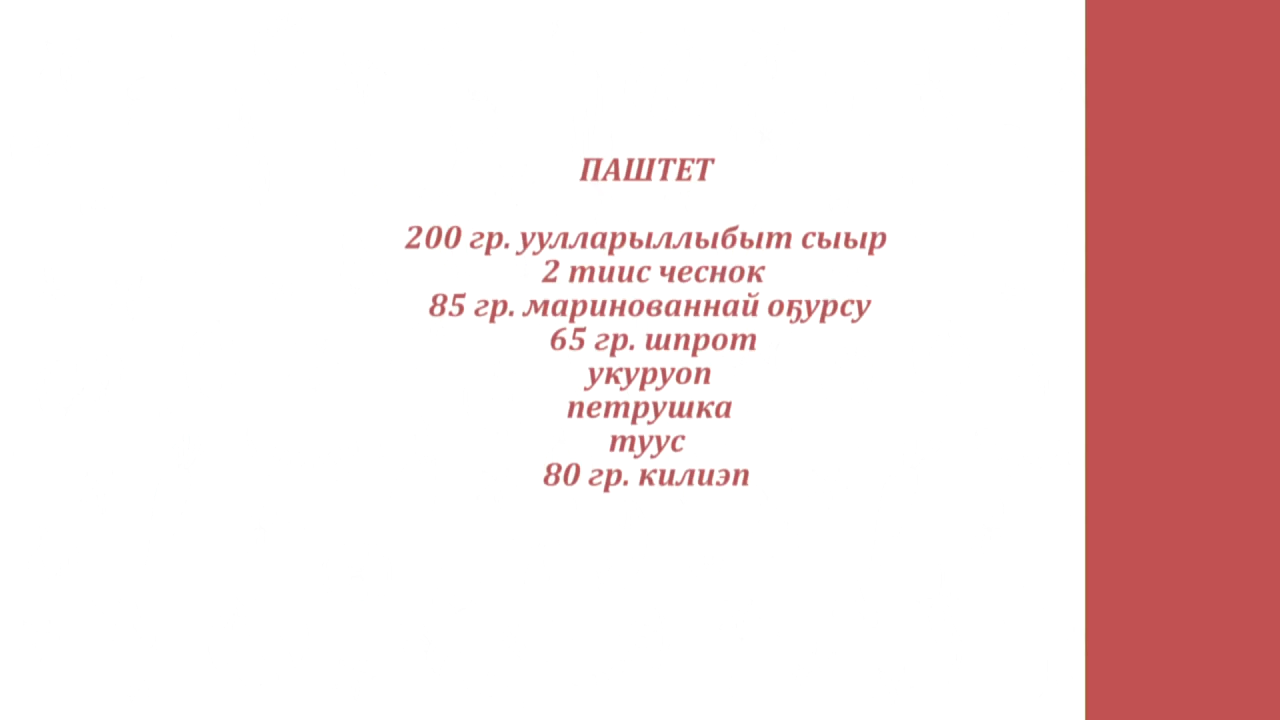 ПАШТЕТ
200 гр. уулларыллыбыт сыыр
2 тиис чеснок
85 гр. маринованнай оҕурсу
65 гр. шпрот
укуруоп
петрушка
туус
80 гр. килиэп